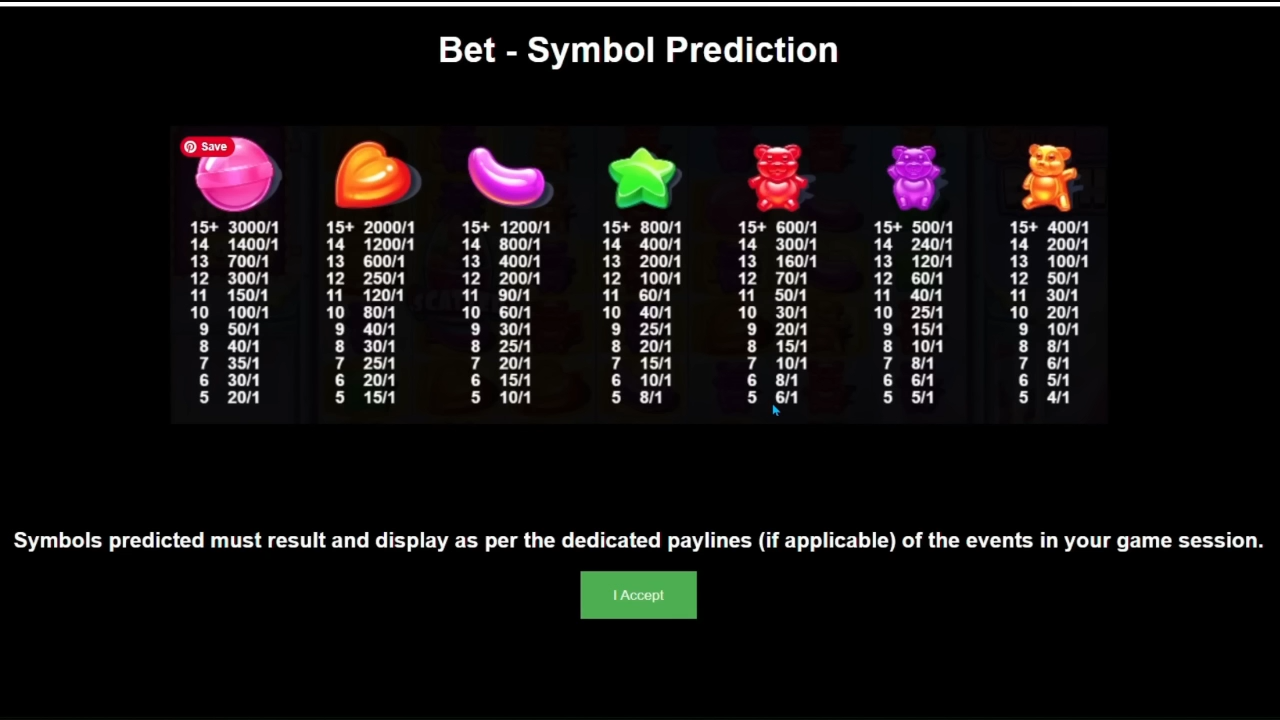 Bet - Symbol Prediction
Save
15+ 3000/1 15+ 2000/1 15+ 1200/1 15+ 800/1 15+ 600/1 15+ 500/1 15+ 400/1
14 1400/1 14 1200/1 14 800/1 14 400/1 14 300/1 14 240/1 14 200/1
13 700/1 13 600/1 13 400/1 13 200/1 13 160/1 13 120/1 13 100/1
12 300/1 12 250/1 12 200/1 12 100/1 12 70/1 12 60/1 12 50/1
11 150/1 11 120/1 11 90/1 11 60/1 11 50/1 11 40/1 11 30/1
10 100/1 10 80/1 10 60/1 10 40/1 10 30/1 10 25/1 10 20/1
9 50/1 9 40/1 9 30/1 9 25/1 9 20/1 9 15/1 9 10/1
8 40/1 8 30/1 8 25/1 8 20/1 8 15/1 8 10/1 8 8/1
7 35/1 7 25/1 7 20/1 7 15/1 7 10/1 7 8/1 7 6/1
6 30/1 6 20/1 6 15/1 6 10/1 6 8/1 6 6/1 6 5/1
5 20/1 5 15/1 5 10/1 5 8/1 5 6/1 5 5/1 5 4/1
Symbols predicted must result and display as per the dedicated paylines (if applicable) of the events in your game session.
I Accept